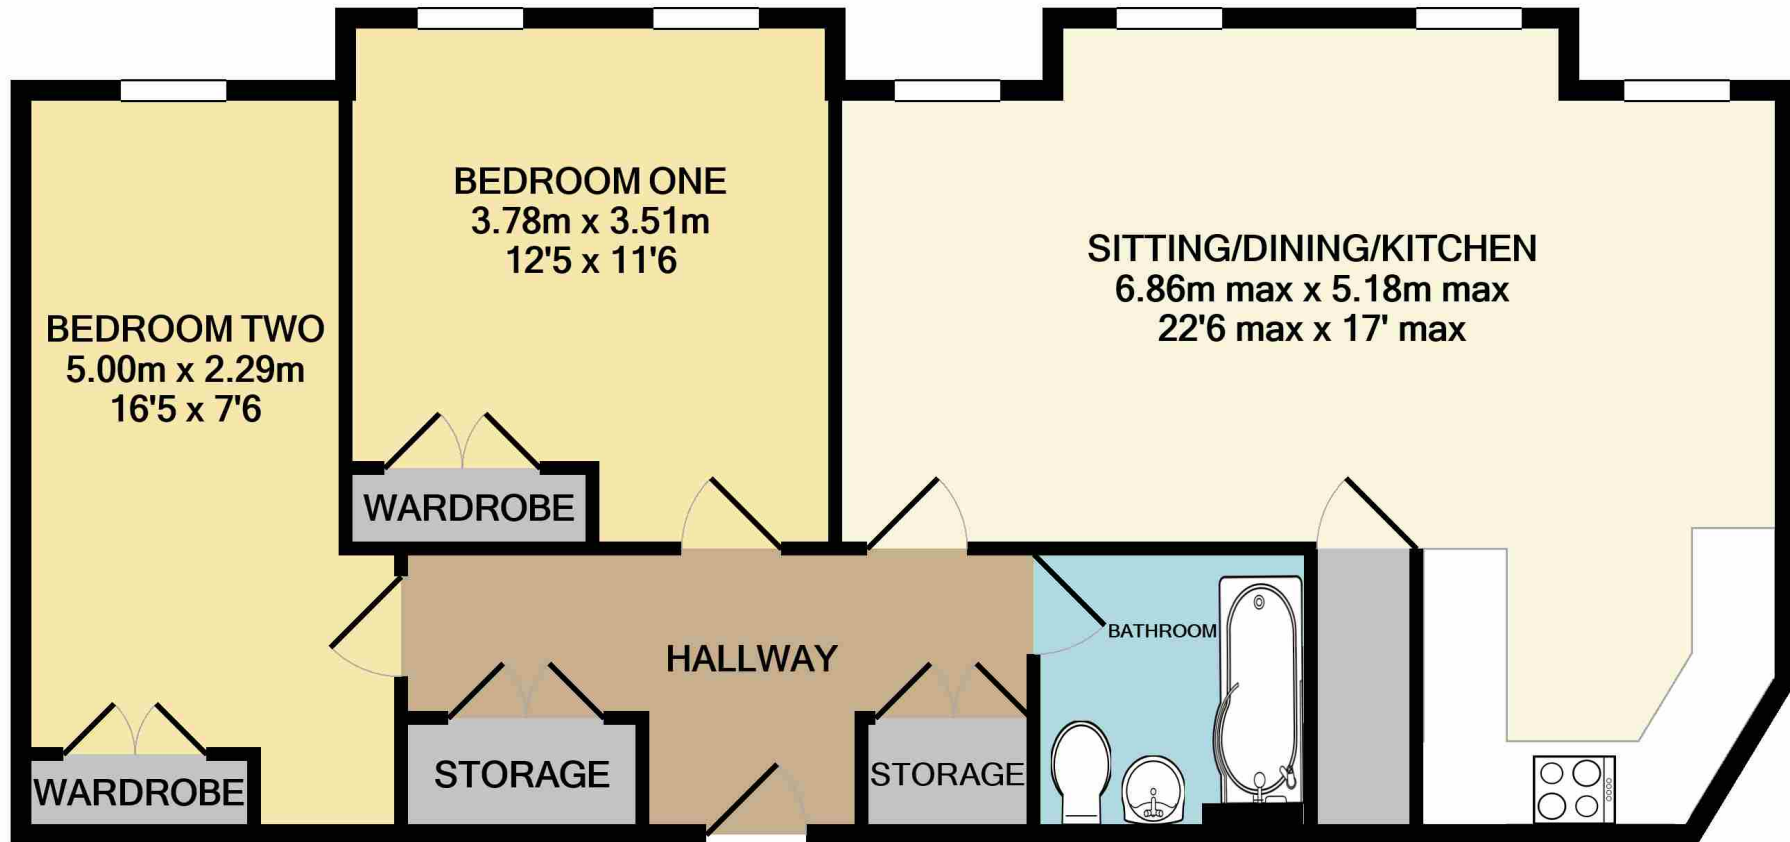 BEDROOM ONE
3.78m x 3.51m
12'5 x 11'6
SITTING/DINING/KITCHEN
6.86m max x 5.18m max
22'6 max x 17' max
BEDROOM TWO
5.00m x 2.29m
16'5 x 7'6
WARDROBE
BATHROOM
HALLWAY
STORAGE
STORAGE
WARDROBE